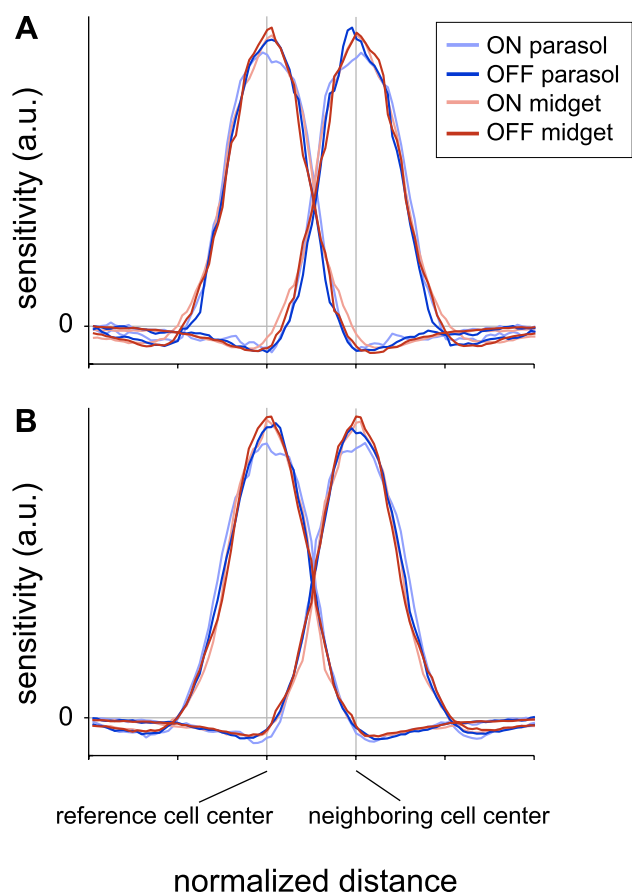 A
ON parasol
OFF parasol
ON midget
OFF midget
sensitivity (a.u.)
0
B
sensitivity (a.u.)
0
reference cell center
neighboring cell center
normalized distance